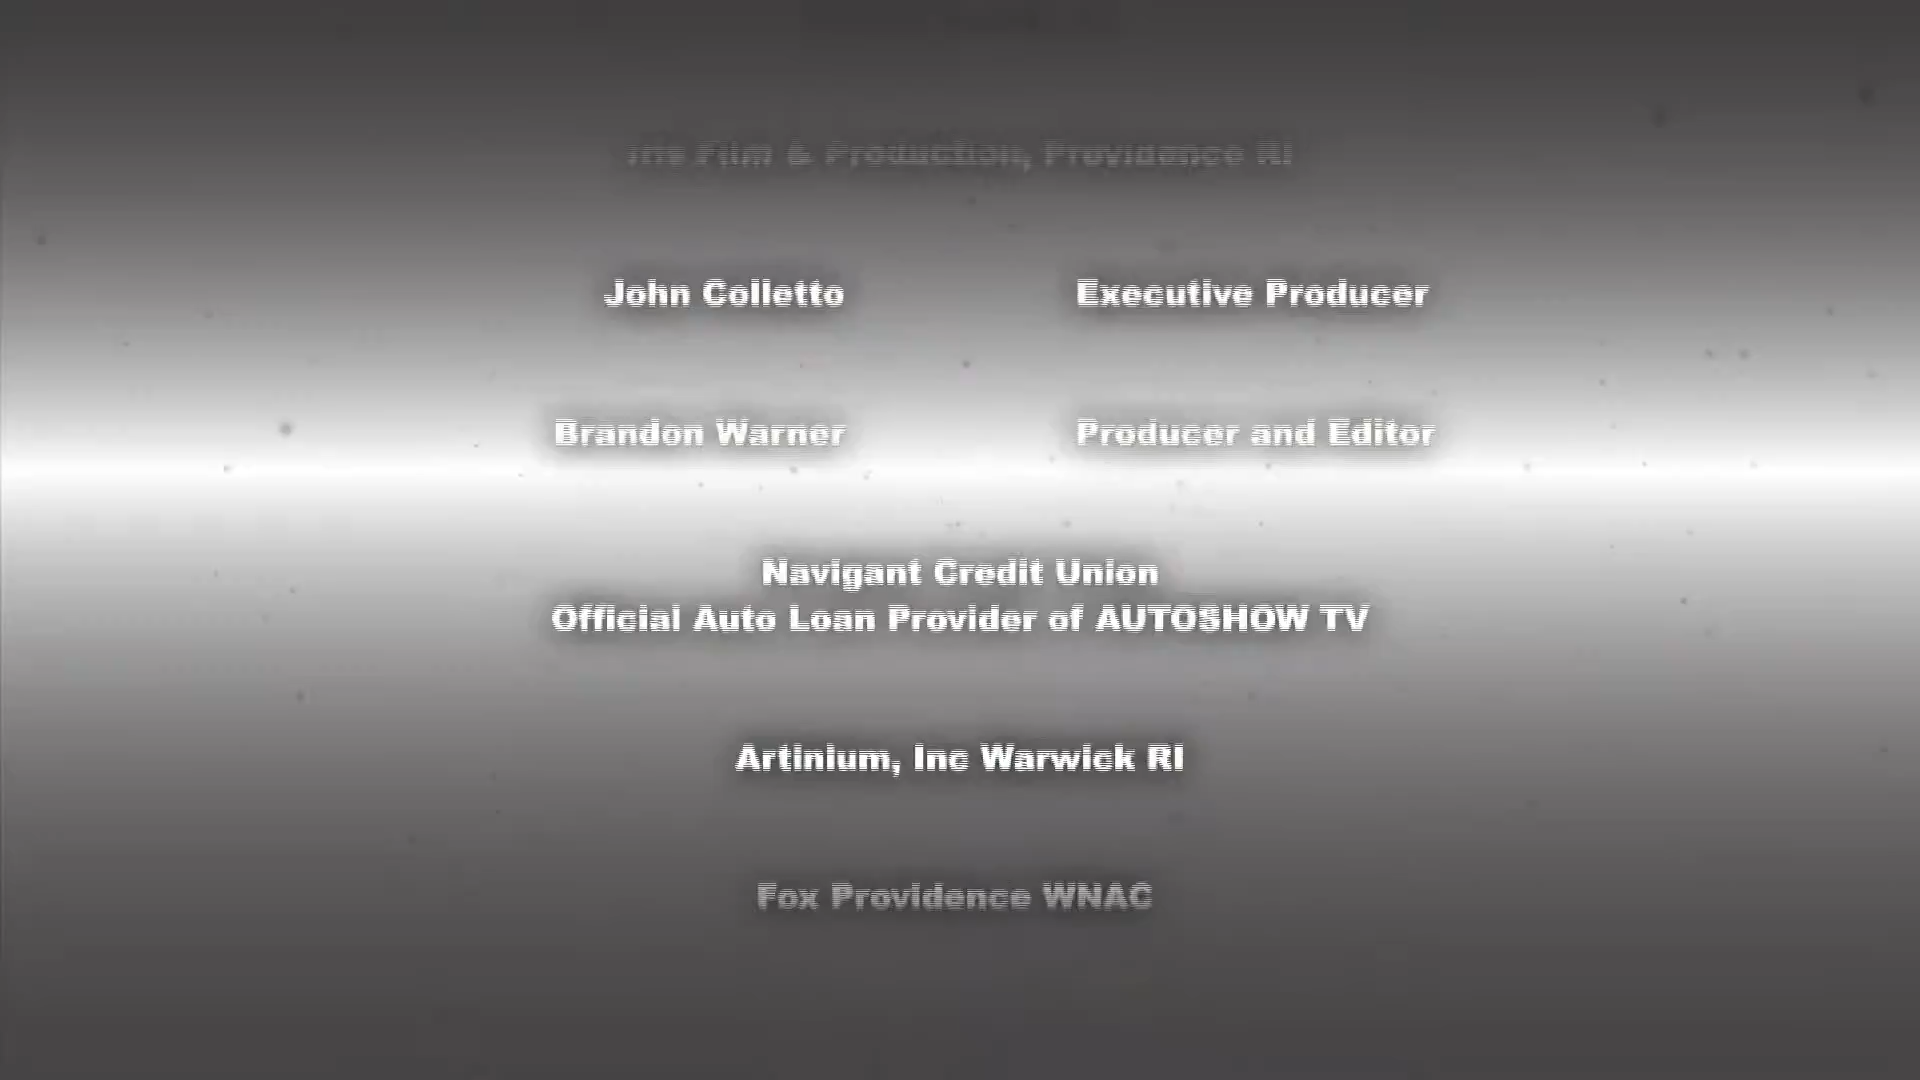 Film & Production, Providence RI
John Colletto Executive Producer
Brandon Warner Producer and Editor
Navigant Credit Union
Official Auto Loan Provider of AUTOSHOW TV
Artinium, Inc Warwick RI
Fox Providence WNAC